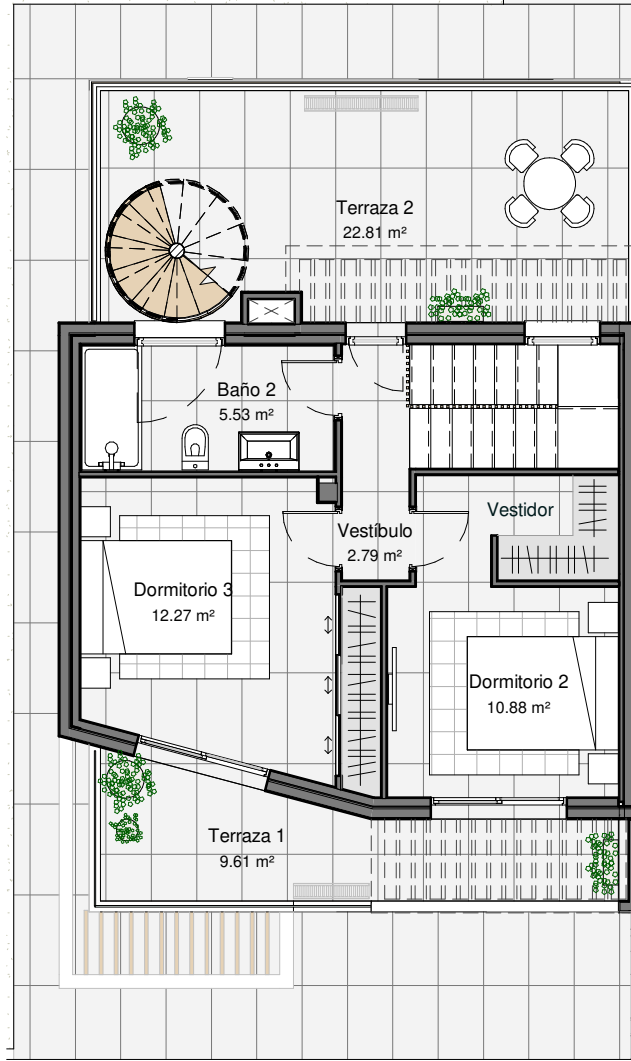 Terraza 2
22.81 m²
Baño 2
5.53 m²
Vestidor
Vestíbulo
2.79 m²
Dormitorio 3
12.27 m²
Dormitorio 2
10.88 m²
Terraza 1
9.61 m²